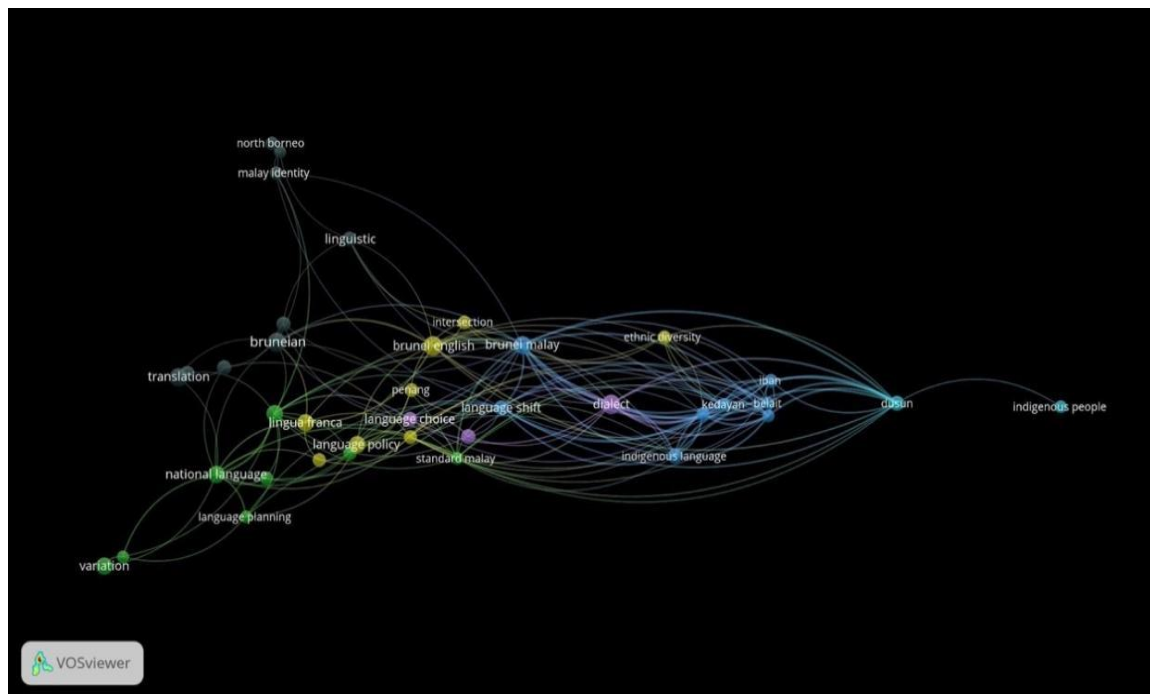 north borneo
malay identity
linguistic
intersection
bruneian
brunei english
brunei malay
ethnic diversity
translation
iban
penang
language shift
dialect
kedayan
belait
dusun
indigenous people
lingua franca
language choice
language policy
standard malay
indigenous language
national language
language planning
variation
VOSviewer